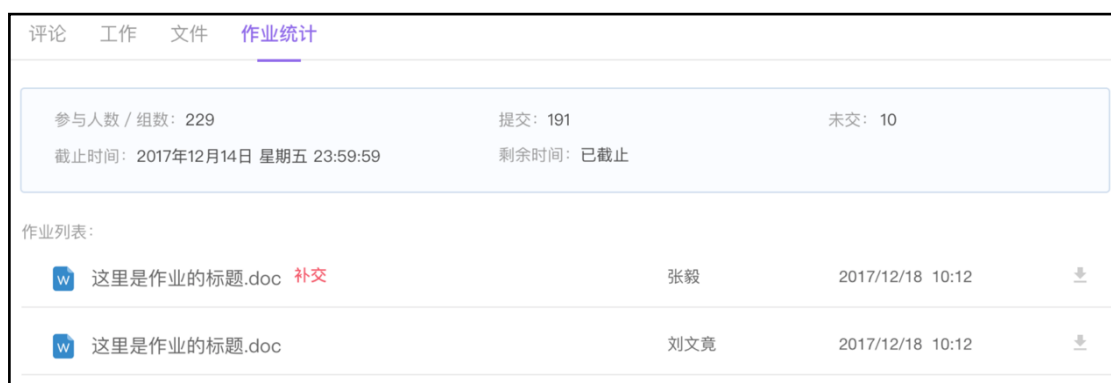 评论 工作 文件 作业统计
参与人数 / 组数：229 提交：191 未交：10
截止时间：2017年12月14日 星期五 23:59:59 剩余时间：已截止
作业列表：
W 这里是作业的标题.doc 补交 张毅 2017/12/18 10:12
W 这里是作业的标题.doc 刘文竟 2017/12/18 10:12